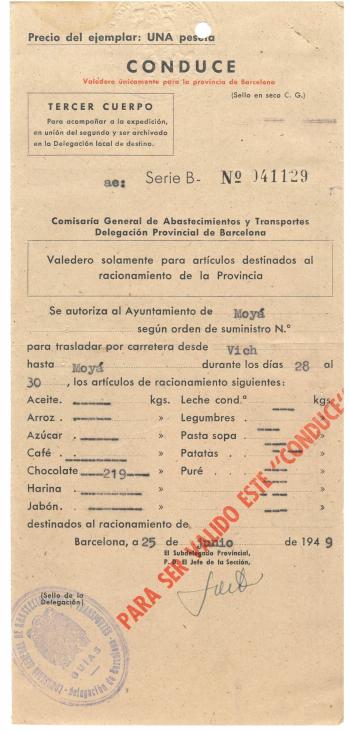 Precio del ejemplar: UNA peseta
CONDUCE
Valedero únicamente para la provincia de Barcelona
(Sello en seco C. G.)
TERCER CUERPO
Para acompañar a la expedición,
en unión del segundo y ser archivado
en la Delegación local de destino.
ae: Serie B- Nº 041129
Comisaría General de Abastecimientos y Transportes
Delegación Provincial de Barcelona
Valedero solamente para artículos destinados al
racionamiento de la Provincia
Se autoriza al Ayuntamiento de Moyá
según orden de suministro N.º
para trasladar por carretera desde Vich
hasta Moyá durante los días 28 al
30, los artículos de racionamiento siguientes:
Aceite. kgs. Leche cond.ª kgs.
Arroz . » Legumbres . »
Azúcar . » Pasta sopa . »
Café . » Patatas . »
Chocolate —219— » Puré . »
Harina . »
Jabón. »
destinados al racionamiento de
Barcelona, a 25 de junio de 1949
El Subdelegado Provincial,
P. D. El Jefe de la Sección,
(Sello de la
Delegación)
PARA SER VALIDO ESTE "CONDUCE"
GUIAS
Delegación de Barcelona